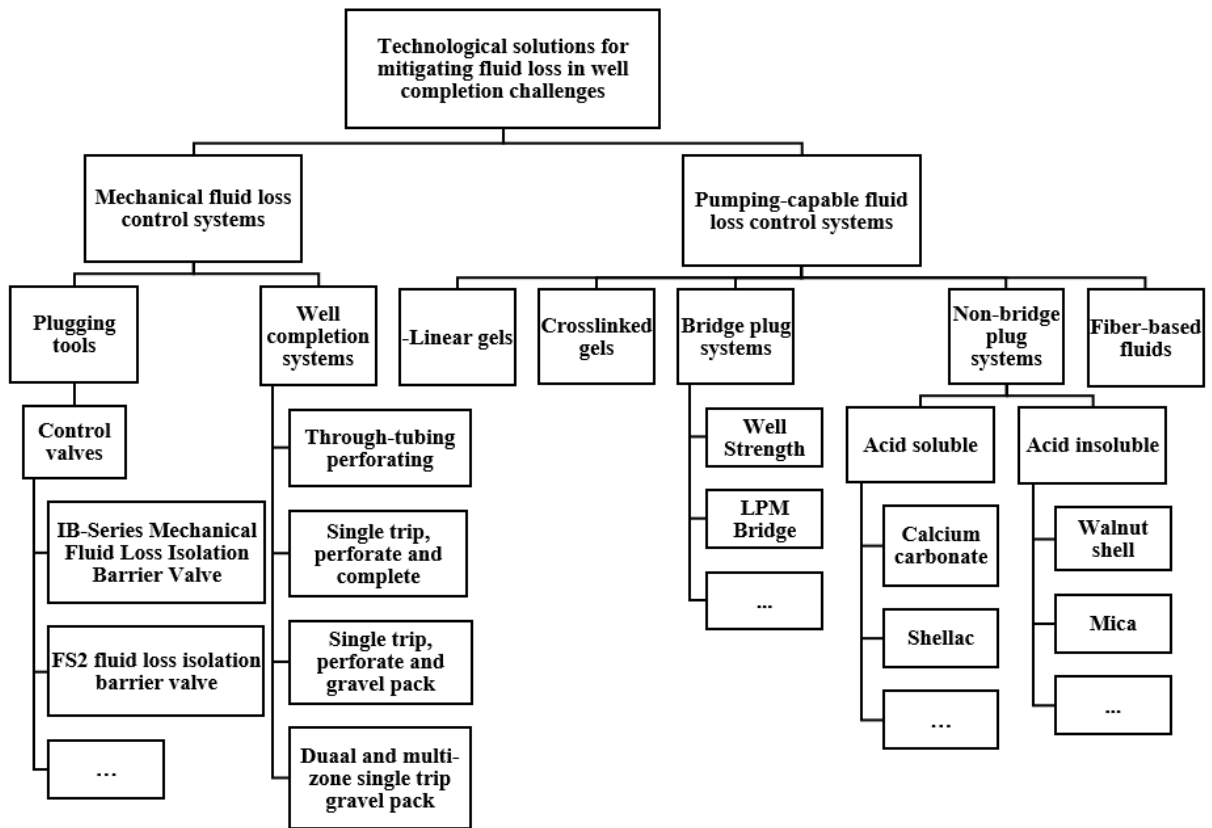 Technological solutions for
mitigating fluid loss in well
completion challenges
Mechanical fluid loss
control systems
Pumping-capable fluid
loss control systems
Plugging
tools
Well
completion
systems
-Linear gels
Crosslinked
gels
Bridge plug
systems
Non-bridge
plug
systems
Fiber-based
fluids
Control
valves
IB-Series Mechanical
Fluid Loss Isolation
Barrier Valve
FS2 fluid loss isolation
barrier valve
...
Through-tubing
perforating
Single trip,
perforate and
complete
Single trip,
perforate and
gravel pack
Duaal and multi-
zone single trip
gravel pack
Well
Strength
LPM
Bridge
...
Acid soluble
Calcium
carbonate
Shellac
...
Acid insoluble
Walnut
shell
Mica
...